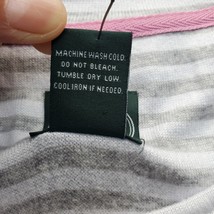 MACHINE WASH COLD.
DO NOT BLEACH.
TUMBLE DRY LOW.
COOL IRON IF NEEDED.